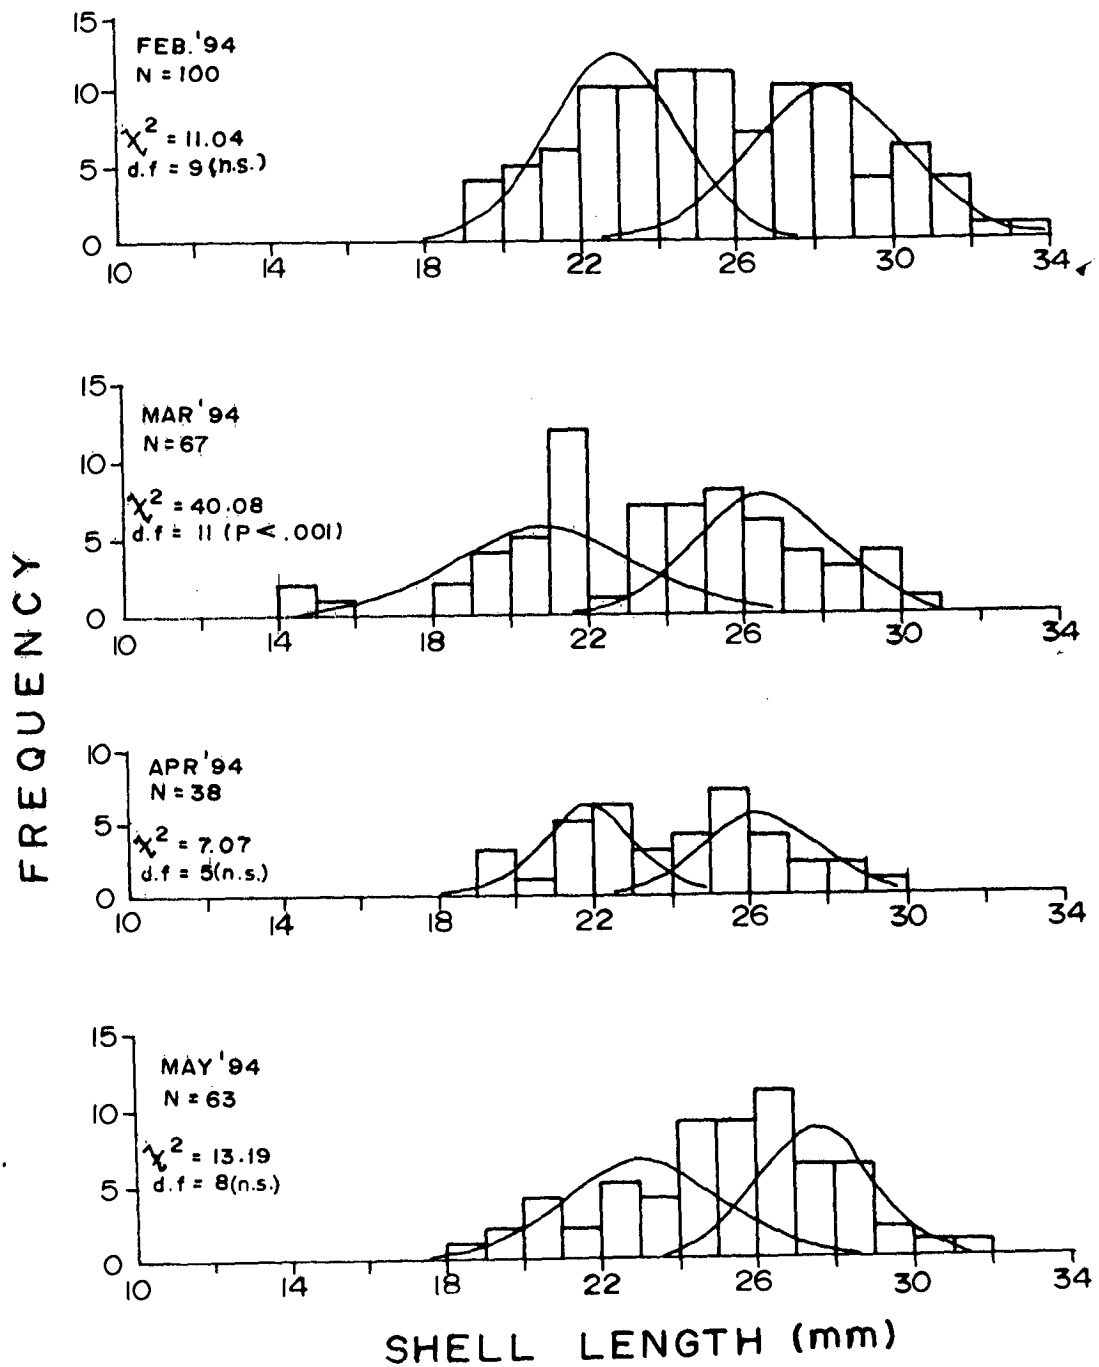 15
10
5
0
FEB.'94
N = 100
χ² = 11.04
d.f = 9 (n.s.)
10 14 18 22 26 30 34
15
10
5
0
MAR'94
N = 67
χ² = 40.08
d.f = 11 (P < .001)
10 14 18 22 26 30 34
10
5
0
APR'94
N = 38
χ² = 7.07
d.f = 5(n.s.)
10 14 18 22 26 30 34
15
10
5
0
MAY'94
N = 63
χ² = 13.19
d.f = 8(n.s.)
10 14 18 22 26 30 34
FREQUENCY
SHELL LENGTH (mm)